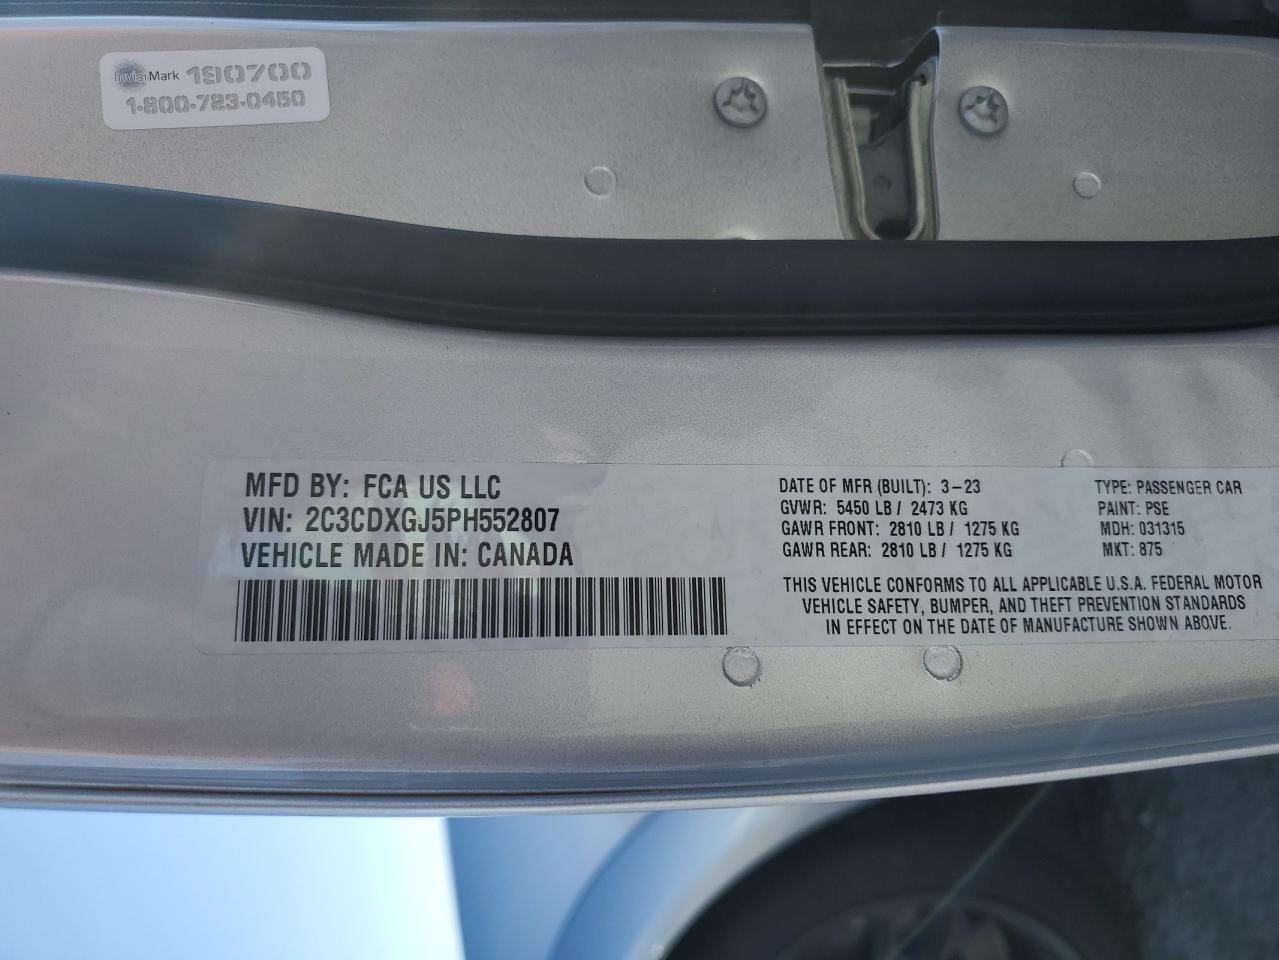 InvisiMark 190700
1-800-723-0450
MFD BY: FCA US LLC
VIN: 2C3CDXGJ5PH552807
VEHICLE MADE IN: CANADA
DATE OF MFR (BUILT): 3-23
GVWR: 5450 LB / 2473 KG
GAWR FRONT: 2810 LB / 1275 KG
GAWR REAR: 2810 LB / 1275 KG
TYPE: PASSENGER CAR
PAINT: PSE
MDH: 031315
MKT: 875
THIS VEHICLE CONFORMS TO ALL APPLICABLE U.S.A. FEDERAL MOTOR
VEHICLE SAFETY, BUMPER, AND THEFT PREVENTION STANDARDS
IN EFFECT ON THE DATE OF MANUFACTURE SHOWN ABOVE.